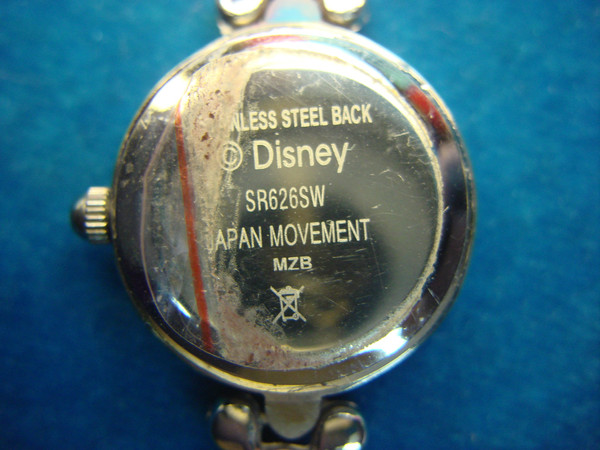 NLESS STEEL BACK
© Disney
SR626SW
JAPAN MOVEMENT
MZB